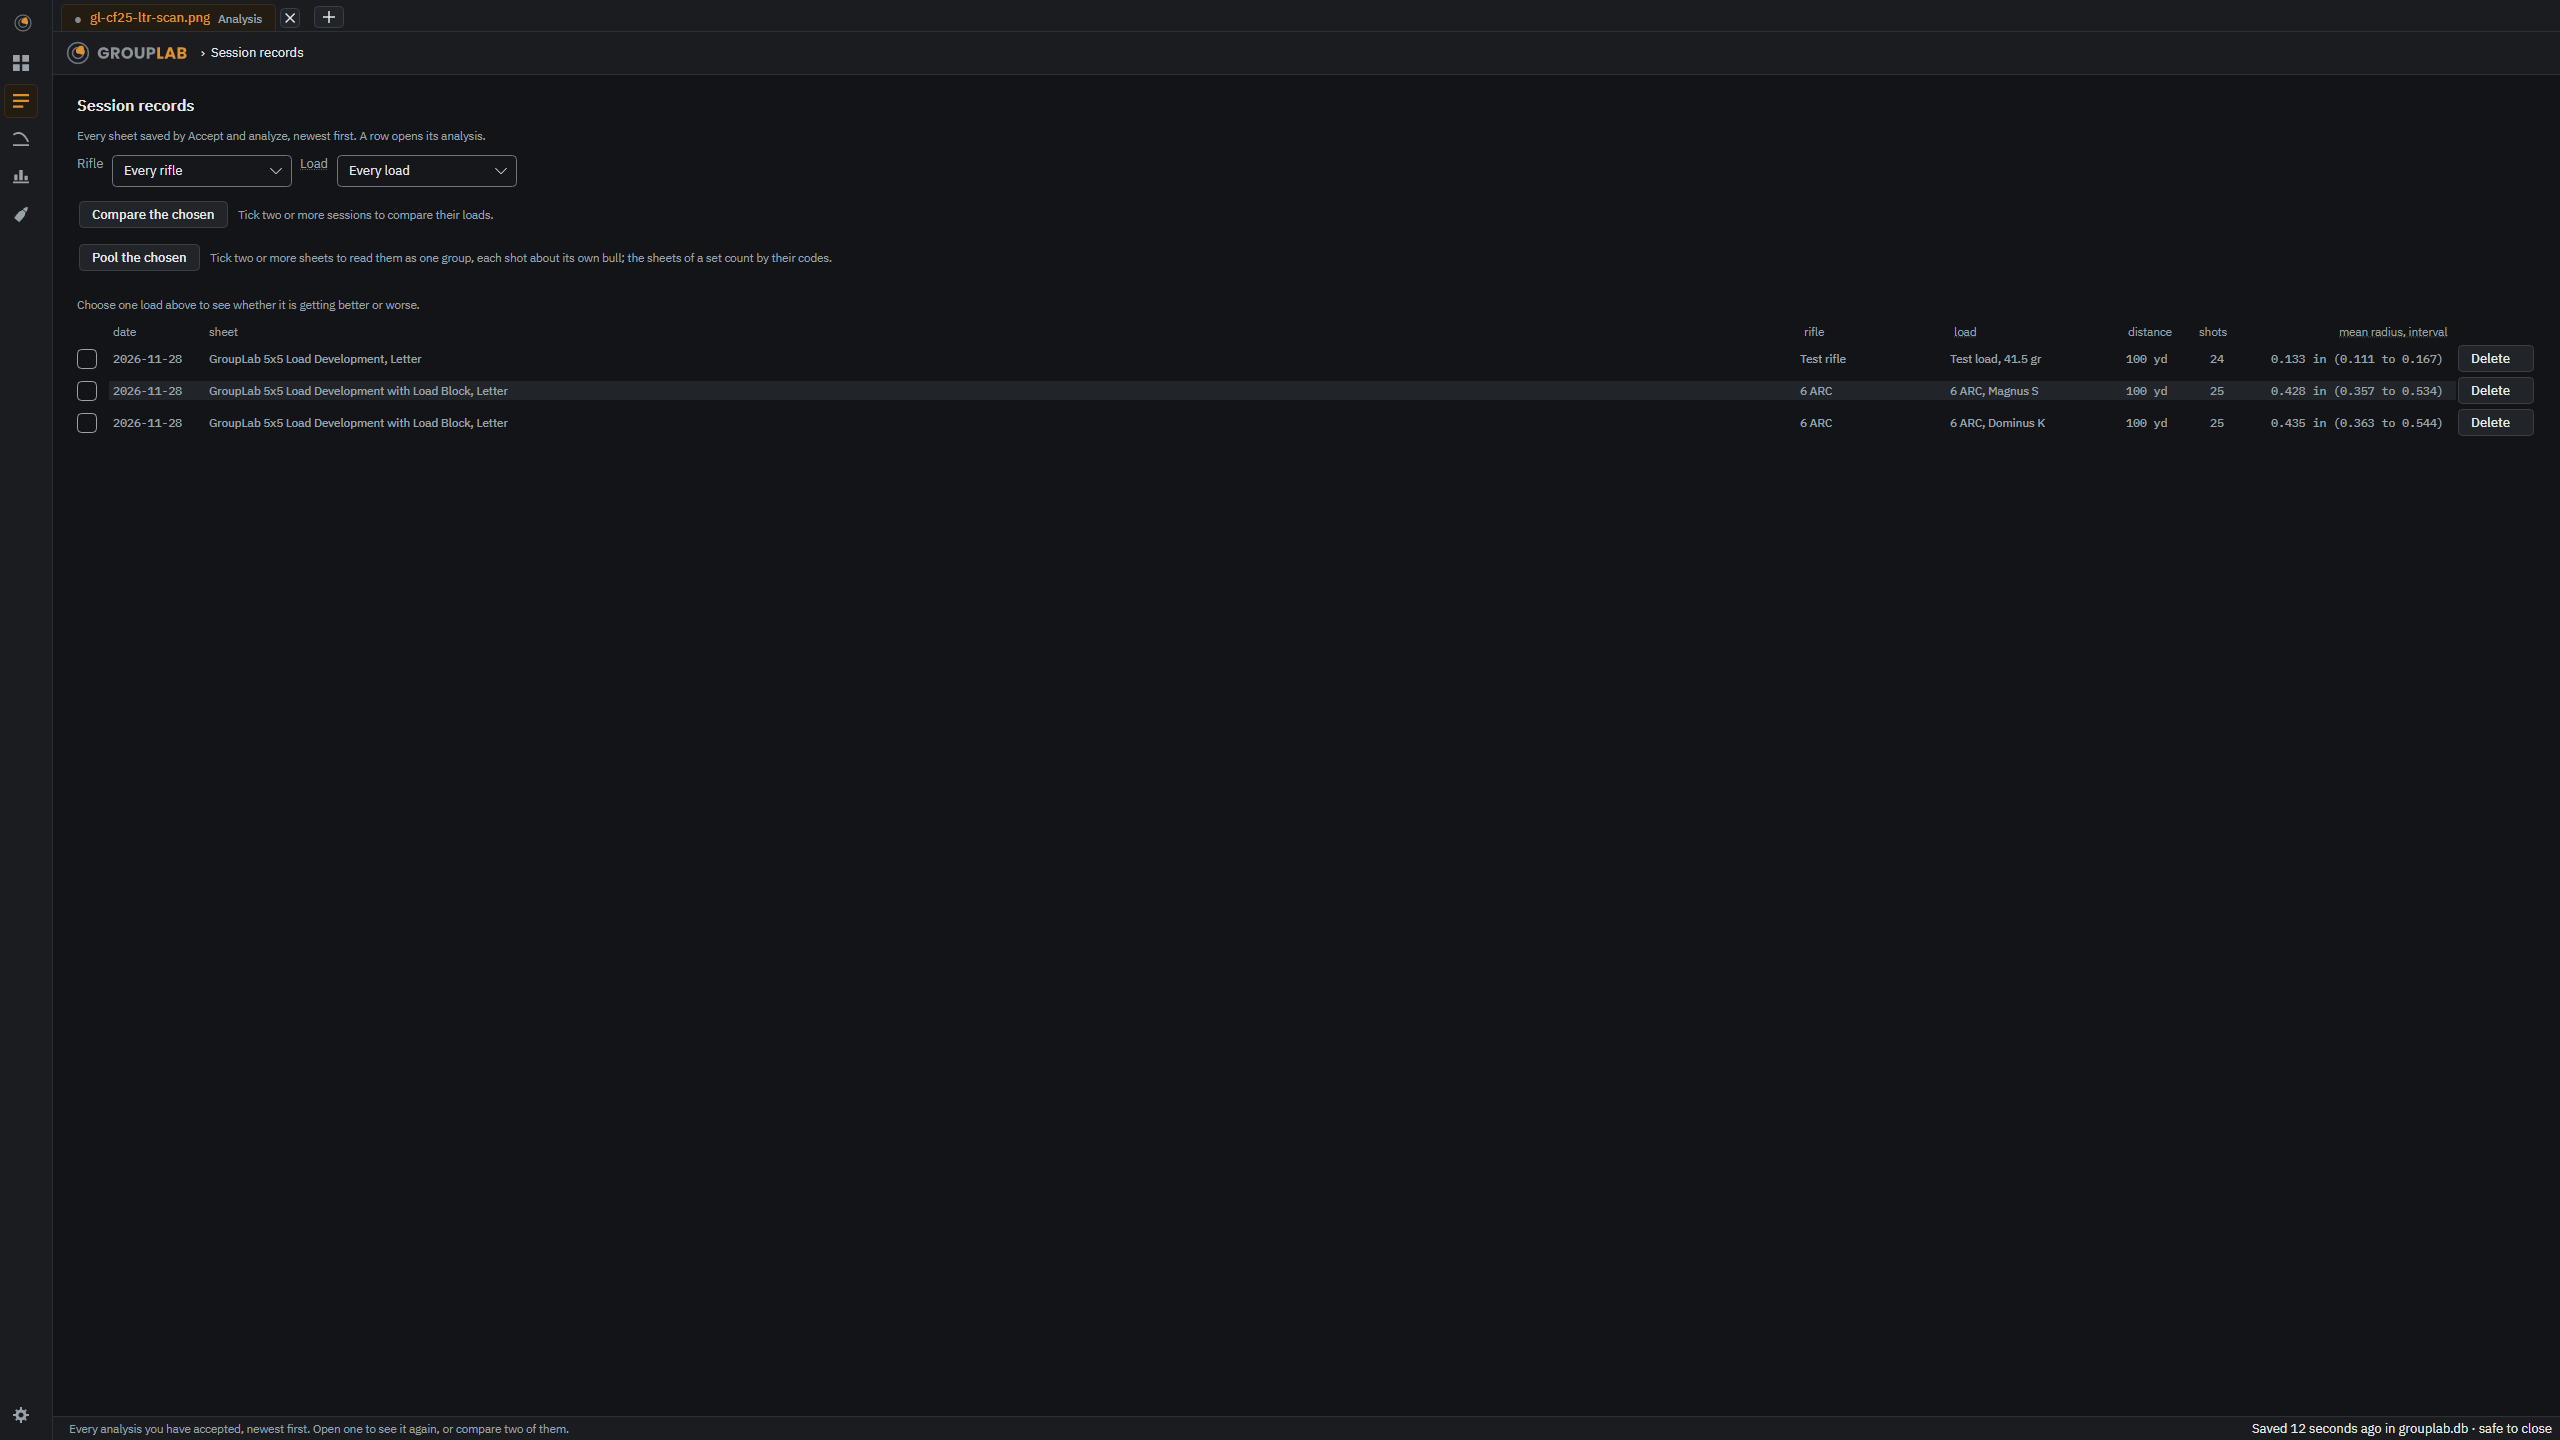 gl-cf25-ltr-scan.png Analysis
GROUPLAB › Session records
Session records
Every sheet saved by Accept and analyze, newest first. A row opens its analysis.
Rifle Every rifle Load Every load
Compare the chosen Tick two or more sessions to compare their loads.
Pool the chosen Tick two or more sheets to read them as one group, each shot about its own bull; the sheets of a set count by their codes.
Choose one load above to see whether it is getting better or worse.
date sheet rifle load distance shots mean radius, interval
2026-11-28 GroupLab 5x5 Load Development, Letter Test rifle Test load, 41.5 gr 100 yd 24 0.133 in (0.111 to 0.167) Delete
2026-11-28 GroupLab 5x5 Load Development with Load Block, Letter 6 ARC 6 ARC, Magnus S 100 yd 25 0.428 in (0.357 to 0.534) Delete
2026-11-28 GroupLab 5x5 Load Development with Load Block, Letter 6 ARC 6 ARC, Dominus K 100 yd 25 0.435 in (0.363 to 0.544) Delete
Every analysis you have accepted, newest first. Open one to see it again, or compare two of them.
Saved 12 seconds ago in grouplab.db · safe to close